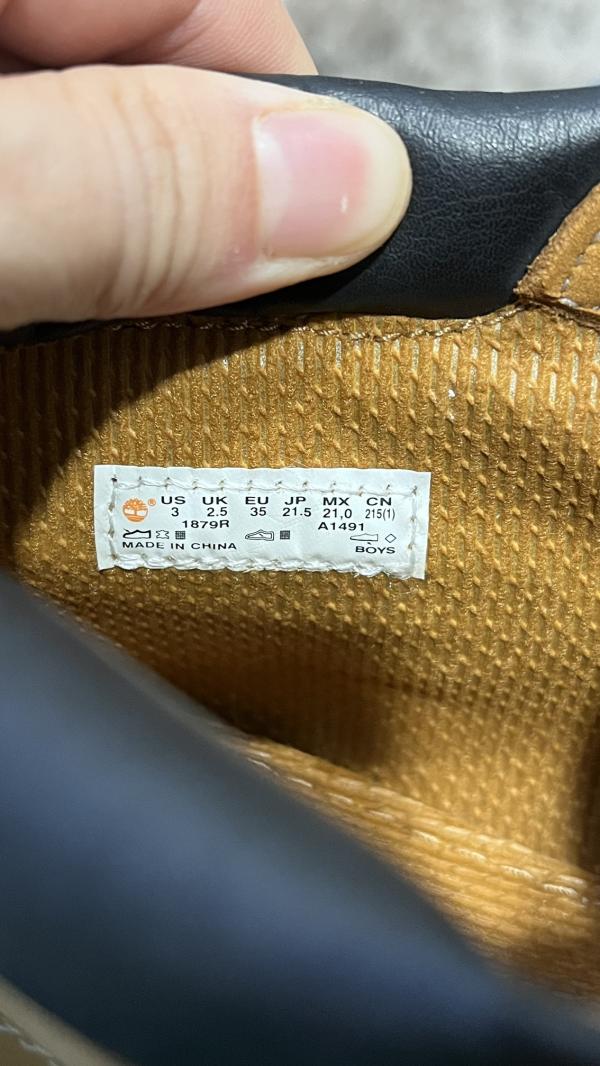 ® US UK EU JP MX CN
3 2.5 35 21.5 21,0 215(1)
1879R A1491
MADE IN CHINA BOYS